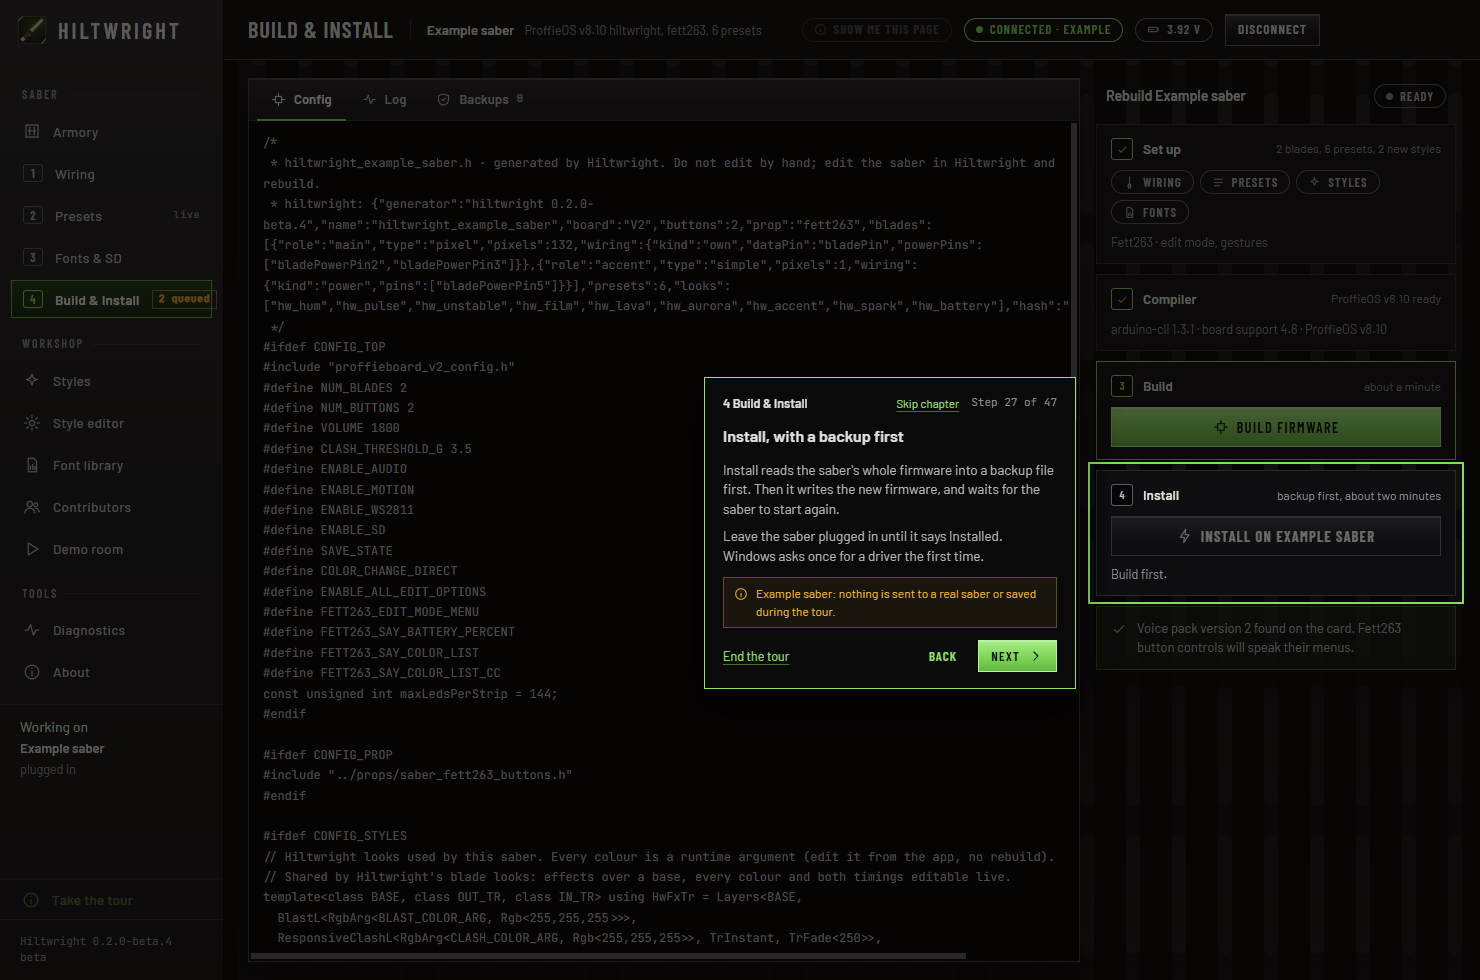 HILTWRIGHT
BUILD & INSTALL
Example saber ProffieOS v8.10 hiltwright, fett263, 6 presets
SHOW ME THIS PAGE
CONNECTED · EXAMPLE
3.92 V
DISCONNECT
SABER
Armory
1 Wiring
2 Presets live
3 Fonts & SD
4 Build & Install 2 queued
WORKSHOP
Styles
Style editor
Font library
Contributors
Demo room
TOOLS
Diagnostics
About
Working on
Example saber
plugged in
Take the tour
Hiltwright 0.2.0-beta.4
beta
Config Log Backups 0
/*
* hiltwright_example_saber.h · generated by Hiltwright. Do not edit by hand; edit the saber in Hiltwright and
rebuild.
* hiltwright: {"generator":"hiltwright 0.2.0-
beta.4","name":"hiltwright_example_saber","board":"V2","buttons":2,"prop":"fett263","blades":
[{"role":"main","type":"pixel","pixels":132,"wiring":{"kind":"own","dataPin":"bladePin","powerPins":
["bladePowerPin2","bladePowerPin3"]}},{"role":"accent","type":"simple","pixels":1,"wiring":
{"kind":"power","pins":["bladePowerPin5"]}}],"presets":6,"looks":
["hw_hum","hw_pulse","hw_unstable","hw_film","hw_lava","hw_aurora","hw_accent","hw_spark","hw_battery"],"hash":"
*/
#ifdef CONFIG_TOP
#include "proffieboard_v2_config.h"
#define NUM_BLADES 2
#define NUM_BUTTONS 2
#define VOLUME 1800
#define CLASH_THRESHOLD_G 3.5
#define ENABLE_AUDIO
#define ENABLE_MOTION
#define ENABLE_WS2811
#define ENABLE_SD
#define SAVE_STATE
#define COLOR_CHANGE_DIRECT
#define ENABLE_ALL_EDIT_OPTIONS
#define FETT263_EDIT_MODE_MENU
#define FETT263_SAY_BATTERY_PERCENT
#define FETT263_SAY_COLOR_LIST
#define FETT263_SAY_COLOR_LIST_CC
const unsigned int maxLedsPerStrip = 144;
#endif
#ifdef CONFIG_PROP
#include "../props/saber_fett263_buttons.h"
#endif
#ifdef CONFIG_STYLES
// Hiltwright looks used by this saber. Every colour is a runtime argument (edit it from the app, no rebuild).
// Shared by Hiltwright's blade looks: effects over a base, every colour and both timings editable live.
template<class BASE, class OUT_TR, class IN_TR> using HwFxTr = Layers<BASE,
BlastL<RgbArg<BLAST_COLOR_ARG, Rgb<255,255,255>>>,
ResponsiveClashL<RgbArg<CLASH_COLOR_ARG, Rgb<255,255,255>>, TrInstant, TrFade<250>>,
4 Build & Install Skip chapter Step 27 of 47
Install, with a backup first
Install reads the saber's whole firmware into a backup file
first. Then it writes the new firmware, and waits for the
saber to start again.
Leave the saber plugged in until it says Installed.
Windows asks once for a driver the first time.
Example saber: nothing is sent to a real saber or saved
during the tour.
End the tour BACK NEXT
Rebuild Example saber READY
Set up 2 blades, 6 presets, 2 new styles
WIRING PRESETS STYLES
FONTS
Fett263 · edit mode, gestures
Compiler ProffieOS v8.10 ready
arduino-cli 1.3.1 · board support 4.6 · ProffieOS v8.10
3 Build about a minute
BUILD FIRMWARE
4 Install backup first, about two minutes
INSTALL ON EXAMPLE SABER
Build first.
Voice pack version 2 found on the card. Fett263
button controls will speak their menus.